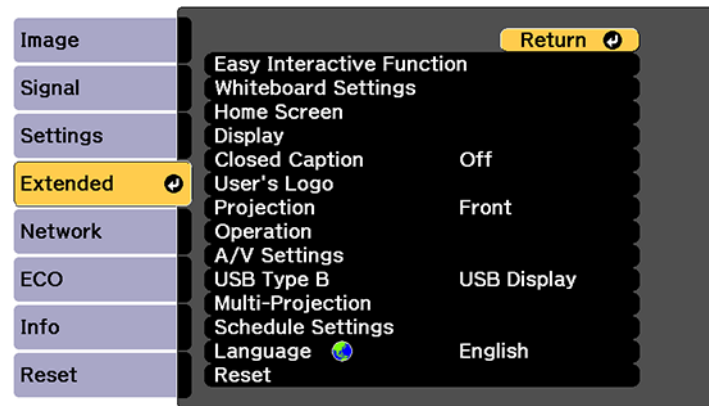 Image
Signal
Settings
Extended
Network
ECO
Info
Reset
Return
Easy Interactive Function
Whiteboard Settings
Home Screen
Display
Closed Caption Off
User's Logo
Projection Front
Operation
A/V Settings
USB Type B USB Display
Multi-Projection
Schedule Settings
Language English
Reset